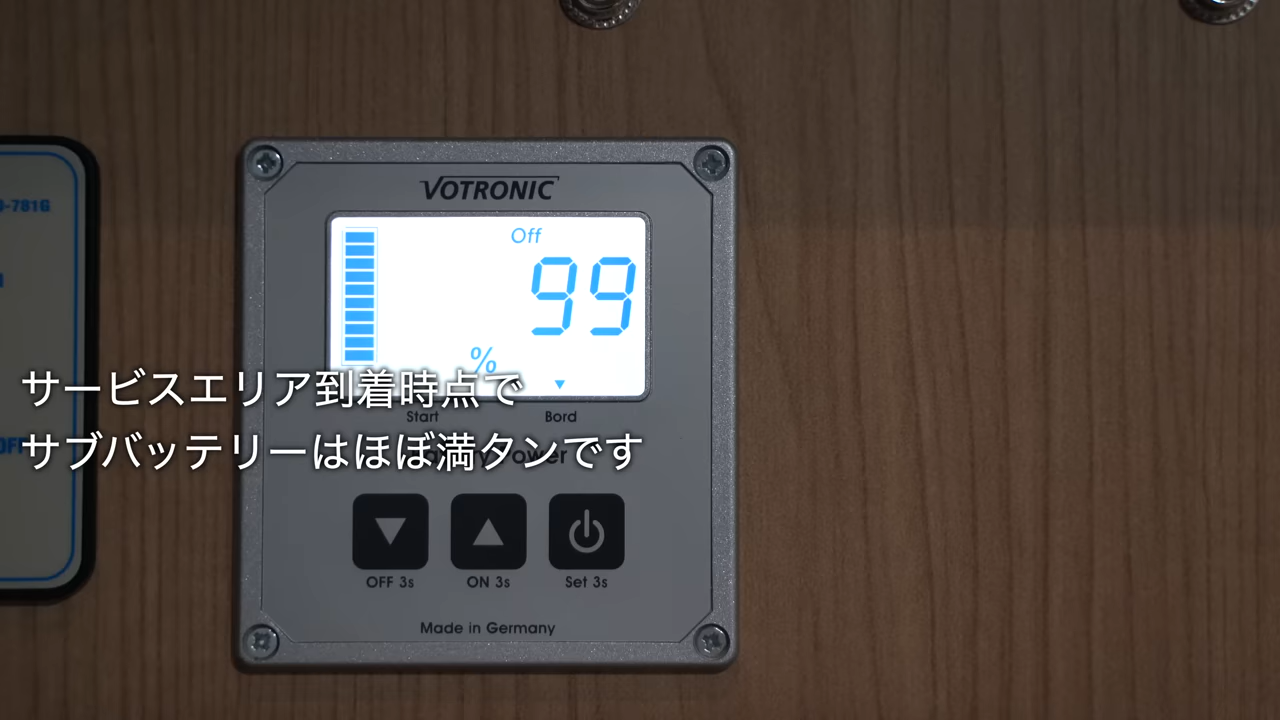 VOTRONIC
Off
99
%
サービスエリア到着時点で
Start Bord
サブバッテリーはほぼ満タンです
OFF 3s ON 3s Set 3s
Made in Germany